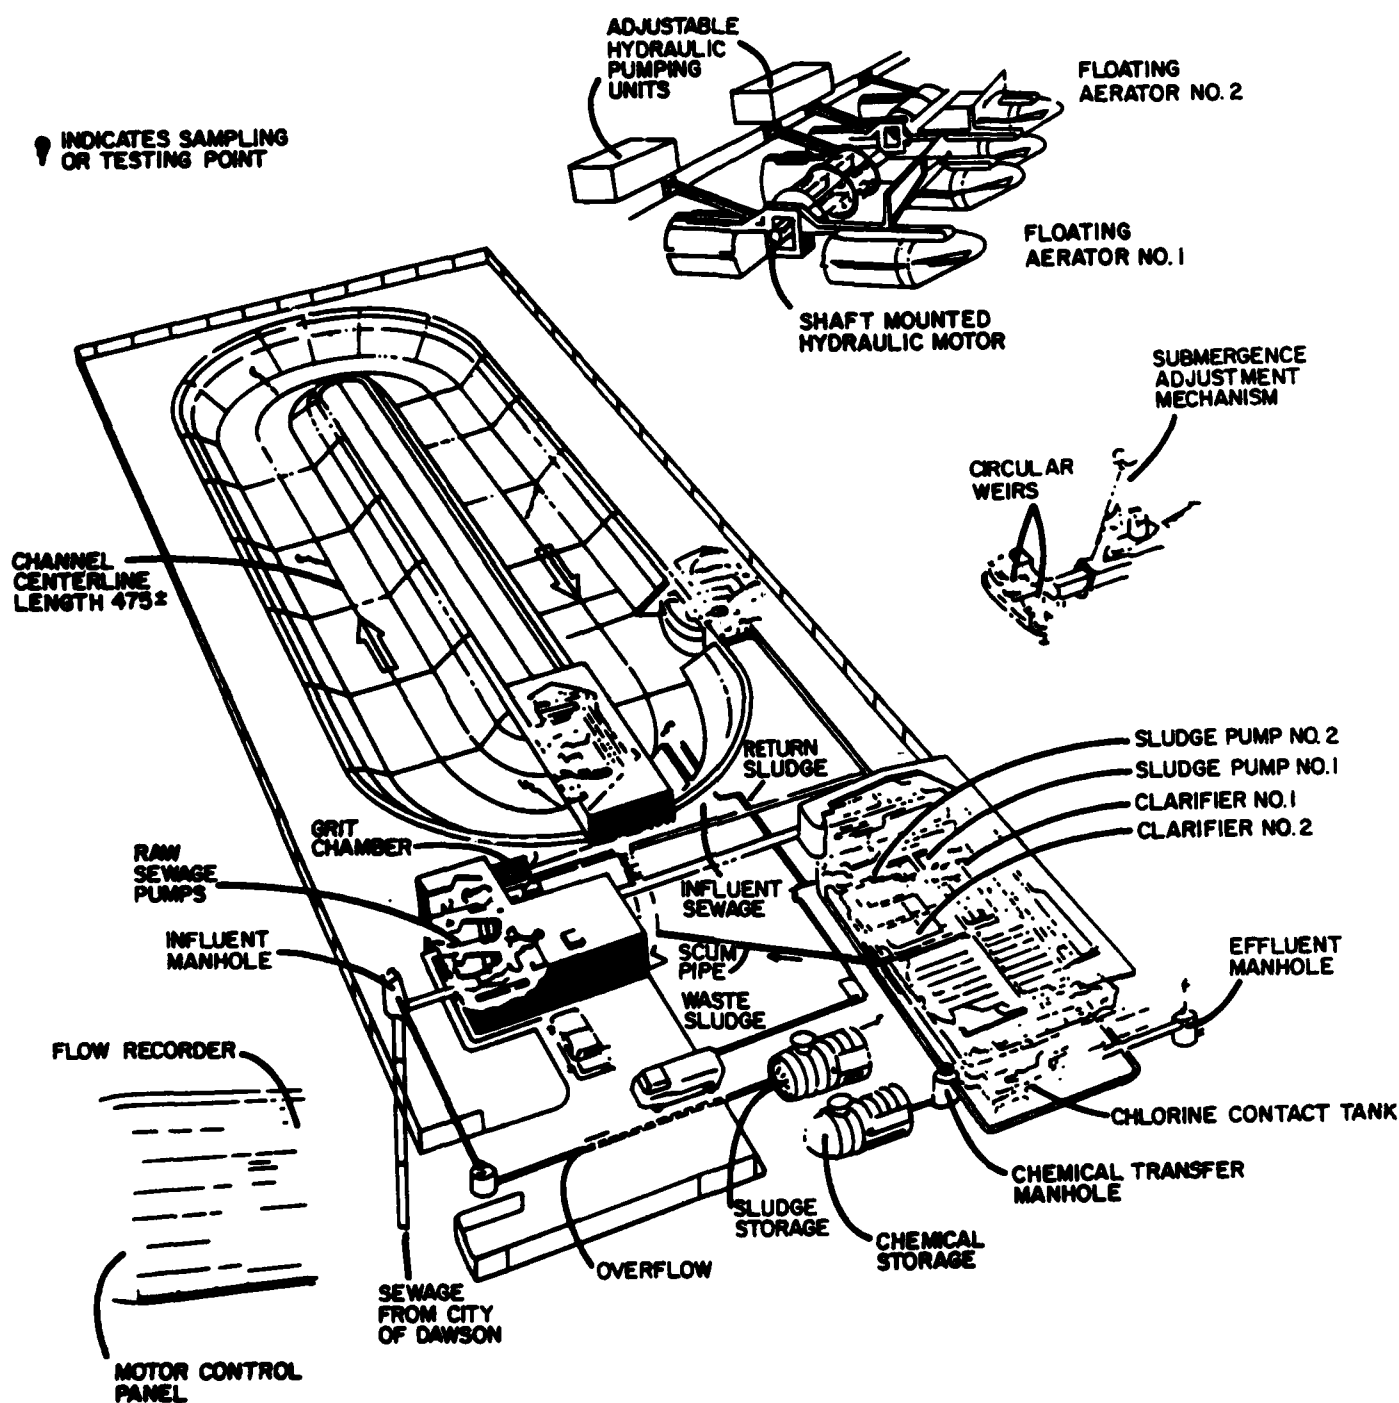 ADJUSTABLE
HYDRAULIC
PUMPING
UNITS
FLOATING
AERATOR NO. 2
INDICATES SAMPLING
OR TESTING POINT
FLOATING
AERATOR NO. 1
SHAFT MOUNTED
HYDRAULIC MOTOR
SUBMERGENCE
ADJUSTMENT
MECHANISM
CIRCULAR
WEIRS
CHANNEL
CENTERLINE
LENGTH 475±
RETURN
SLUDGE
SLUDGE PUMP NO. 2
SLUDGE PUMP NO. 1
CLARIFIER NO. 1
CLARIFIER NO. 2
GRIT
CHAMBER
RAW
SEWAGE
PUMPS
INFLUENT
SEWAGE
INFLUENT
MANHOLE
SCUM
PIPE
EFFLUENT
MANHOLE
WASTE
SLUDGE
FLOW RECORDER
CHLORINE CONTACT TANK
CHEMICAL TRANSFER
MANHOLE
SLUDGE
STORAGE
CHEMICAL
STORAGE
OVERFLOW
SEWAGE
FROM CITY
OF DAWSON
MOTOR CONTROL
PANEL